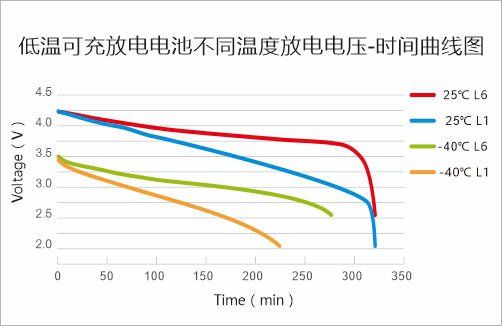 低温可充放电电池不同温度放电电压-时间曲线图
Voltage ( V )
4.5
4.0
3.5
3.0
2.5
2.0
0 50 100 150 200 250 300 350
Time ( min )
25℃ L6
25℃ L1
-40℃ L6
-40℃ L1